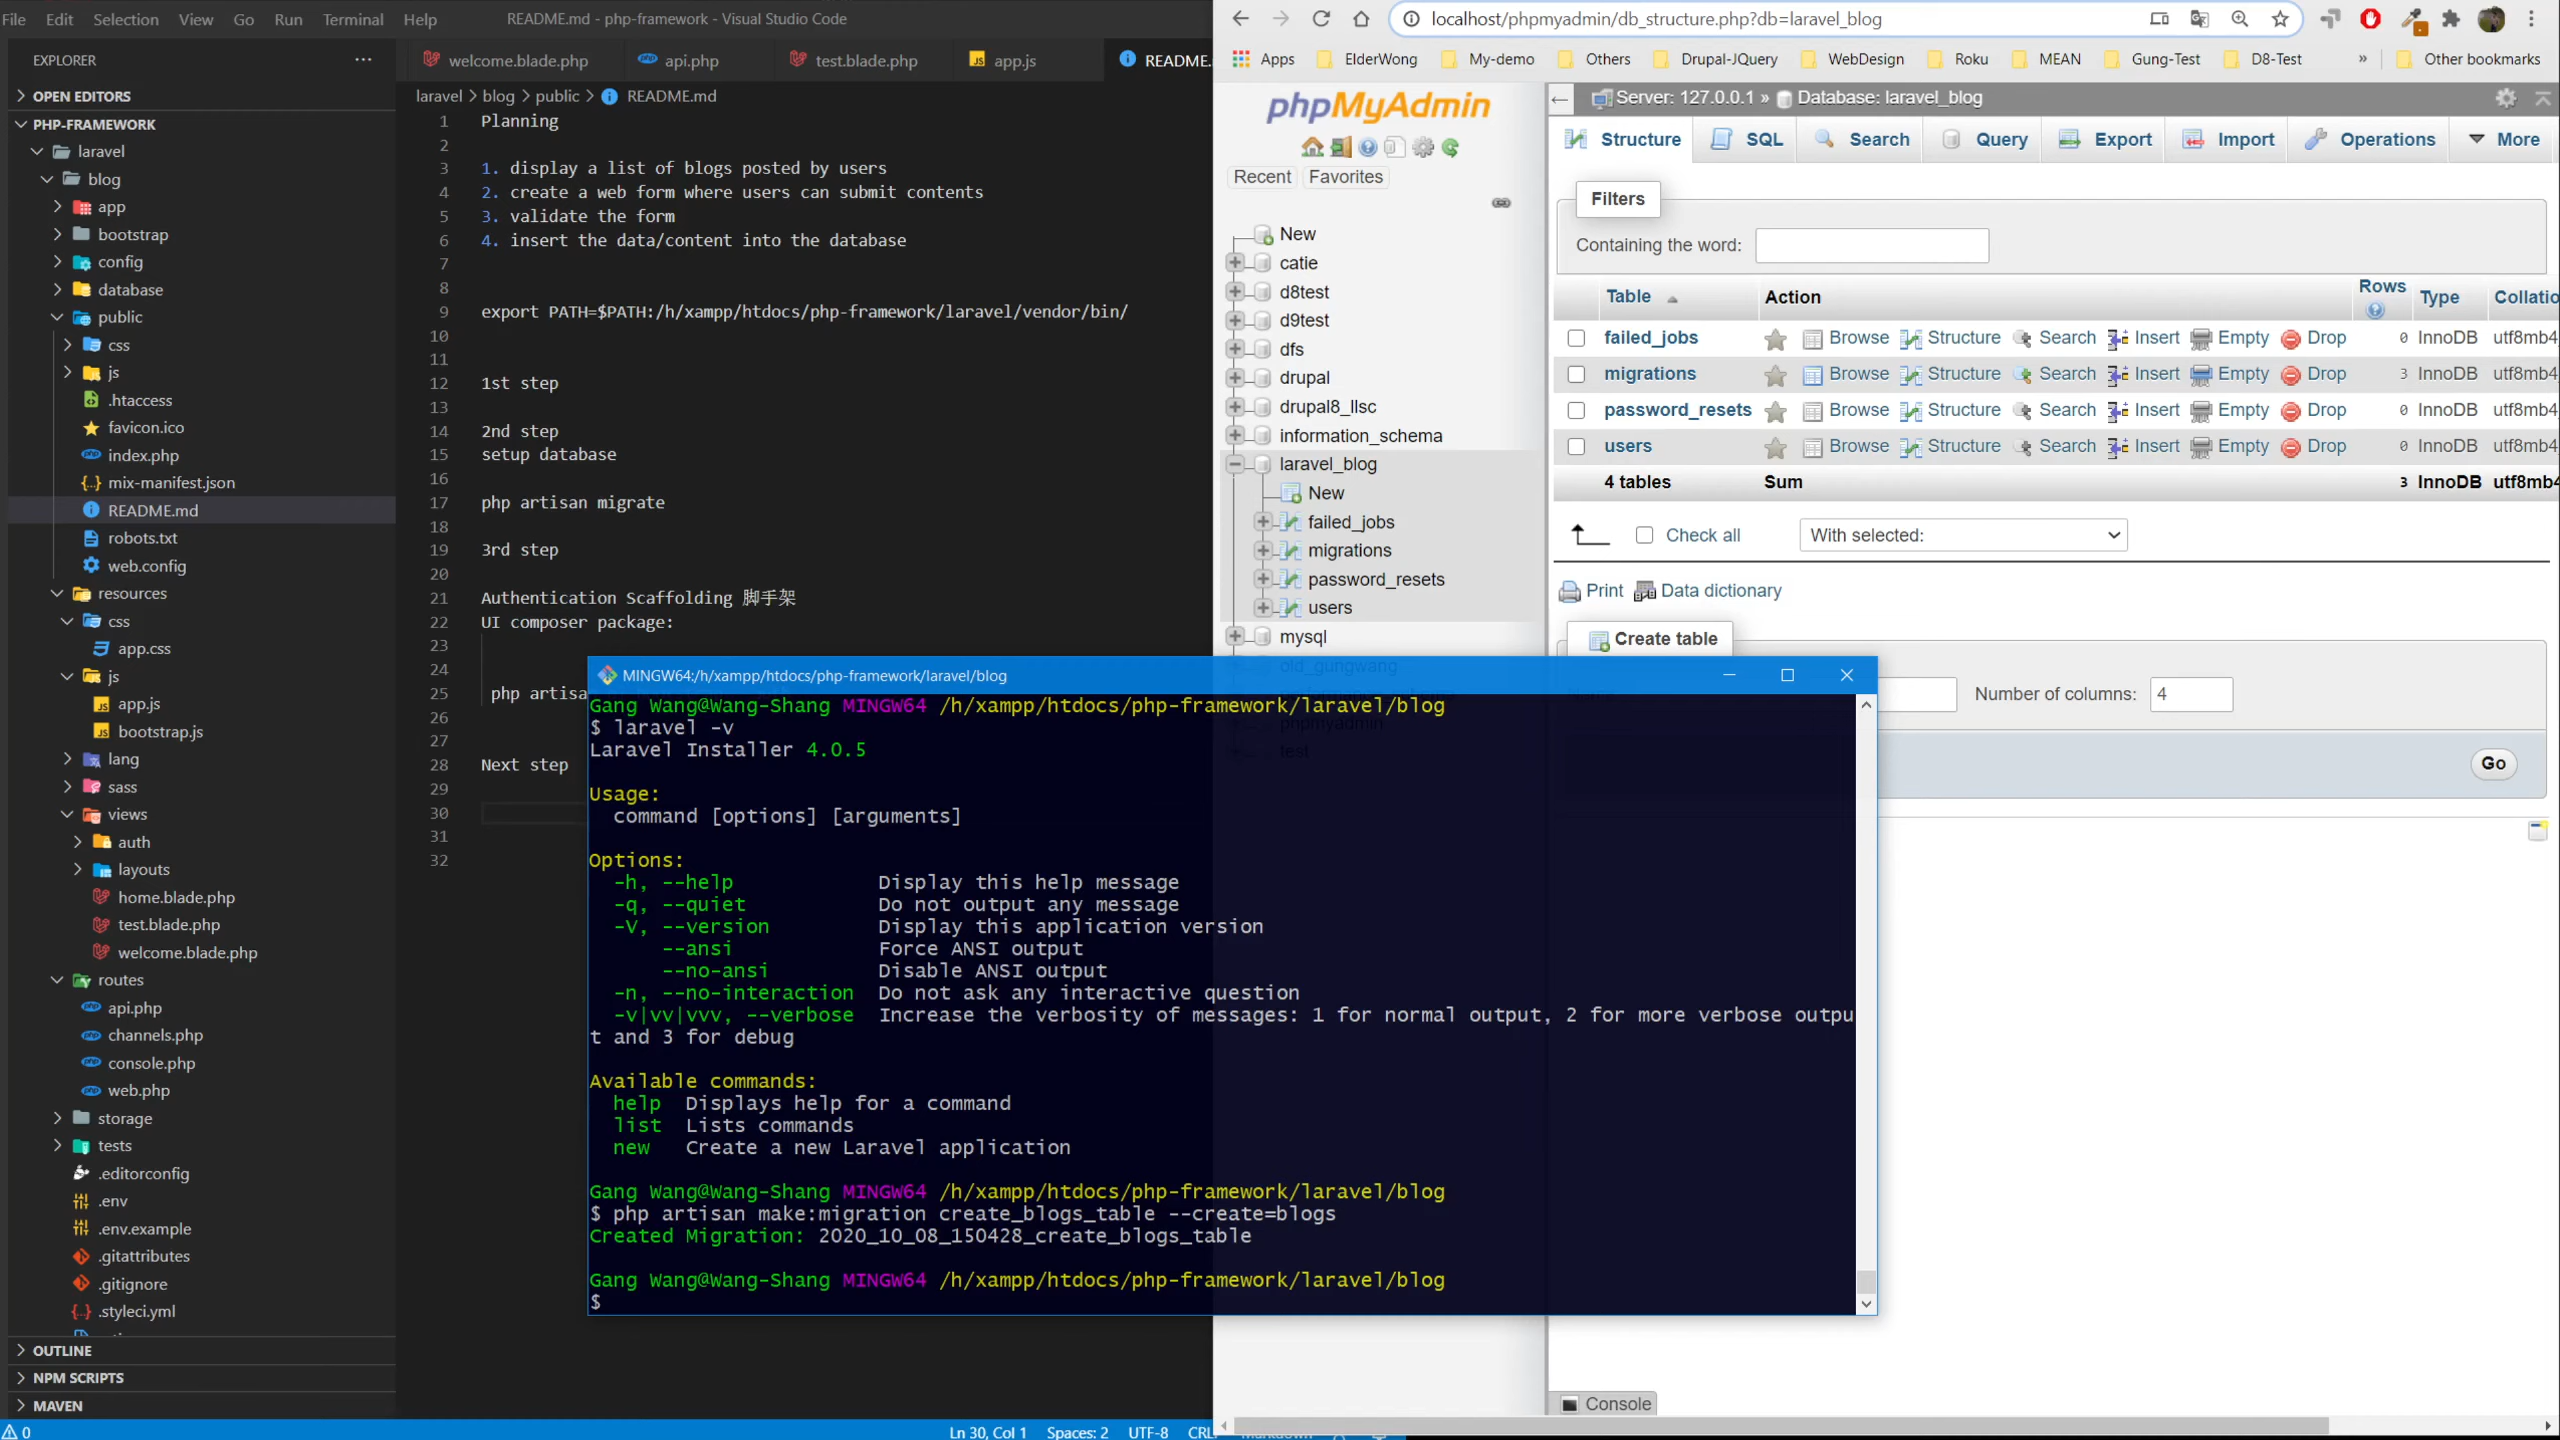 File Edit Selection View Go Run Terminal Help README.md - php-framework - Visual Studio Code
EXPLORER ...
OPEN EDITORS
PHP-FRAMEWORK
laravel
blog
app
bootstrap
config
database
public
css
js
.htaccess
favicon.ico
index.php
mix-manifest.json
README.md
robots.txt
web.config
resources
css
app.css
js
app.js
bootstrap.js
lang
sass
views
auth
layouts
home.blade.php
test.blade.php
welcome.blade.php
routes
api.php
channels.php
console.php
web.php
storage
tests
.editorconfig
.env
.env.example
.gitattributes
.gitignore
.styleci.yml
OUTLINE
NPM SCRIPTS
MAVEN
0
Ln 30, Col 1 Spaces: 2 UTF-8
welcome.blade.php api.php test.blade.php app.js README.
laravel > blog > public > README.md
1 Planning
2
3 1. display a list of blogs posted by users
4 2. create a web form where users can submit contents
5 3. validate the form
6 4. insert the data/content into the database
7
8
9 export PATH=$PATH:/h/xampp/htdocs/php-framework/laravel/vendor/bin/
10
11
12 1st step
13
14 2nd step
15 setup database
16
17 php artisan migrate
18
19 3rd step
20
21 Authentication Scaffolding 脚手架
22 UI composer package:
23
24
25 php artisa
26
27
28 Next step
29
30
31
32
MINGW64:/h/xampp/htdocs/php-framework/laravel/blog
Gang Wang@Wang-Shang MINGW64 /h/xampp/htdocs/php-framework/laravel/blog
$ laravel -v
Laravel Installer 4.0.5
Usage:
command [options] [arguments]
Options:
-h, --help Display this help message
-q, --quiet Do not output any message
-V, --version Display this application version
--ansi Force ANSI output
--no-ansi Disable ANSI output
-n, --no-interaction Do not ask any interactive question
-v|vv|vvv, --verbose Increase the verbosity of messages: 1 for normal output, 2 for more verbose outpu
t and 3 for debug
Available commands:
help Displays help for a command
list Lists commands
new Create a new Laravel application
Gang Wang@Wang-Shang MINGW64 /h/xampp/htdocs/php-framework/laravel/blog
$ php artisan make:migration create_blogs_table --create=blogs
Created Migration: 2020_10_08_150428_create_blogs_table
Gang Wang@Wang-Shang MINGW64 /h/xampp/htdocs/php-framework/laravel/blog
$
localhost/phpmyadmin/db_structure.php?db=laravel_blog
Apps ElderWong My-demo Others Drupal-JQuery WebDesign Roku MEAN Gung-Test D8-Test » Other bookmarks
phpMyAdmin
Recent Favorites
New
catie
d8test
d9test
dfs
drupal
drupal8_llsc
information_schema
laravel_blog
New
failed_jobs
migrations
password_resets
users
mysql
old_gungwang
phpmyadmin
test
Server: 127.0.0.1 » Database: laravel_blog
Structure SQL Search Query Export Import Operations More
Filters
Containing the word:
Table Action Rows Type Collatio
failed_jobs Browse Structure Search Insert Empty Drop 0 InnoDB utf8mb4_
migrations Browse Structure Search Insert Empty Drop 3 InnoDB utf8mb4_
password_resets Browse Structure Search Insert Empty Drop 0 InnoDB utf8mb4_
users Browse Structure Search Insert Empty Drop 0 InnoDB utf8mb4_
4 tables Sum 3 InnoDB utf8mb4
Check all With selected:
Print Data dictionary
Create table
Number of columns: 4
Go
Console